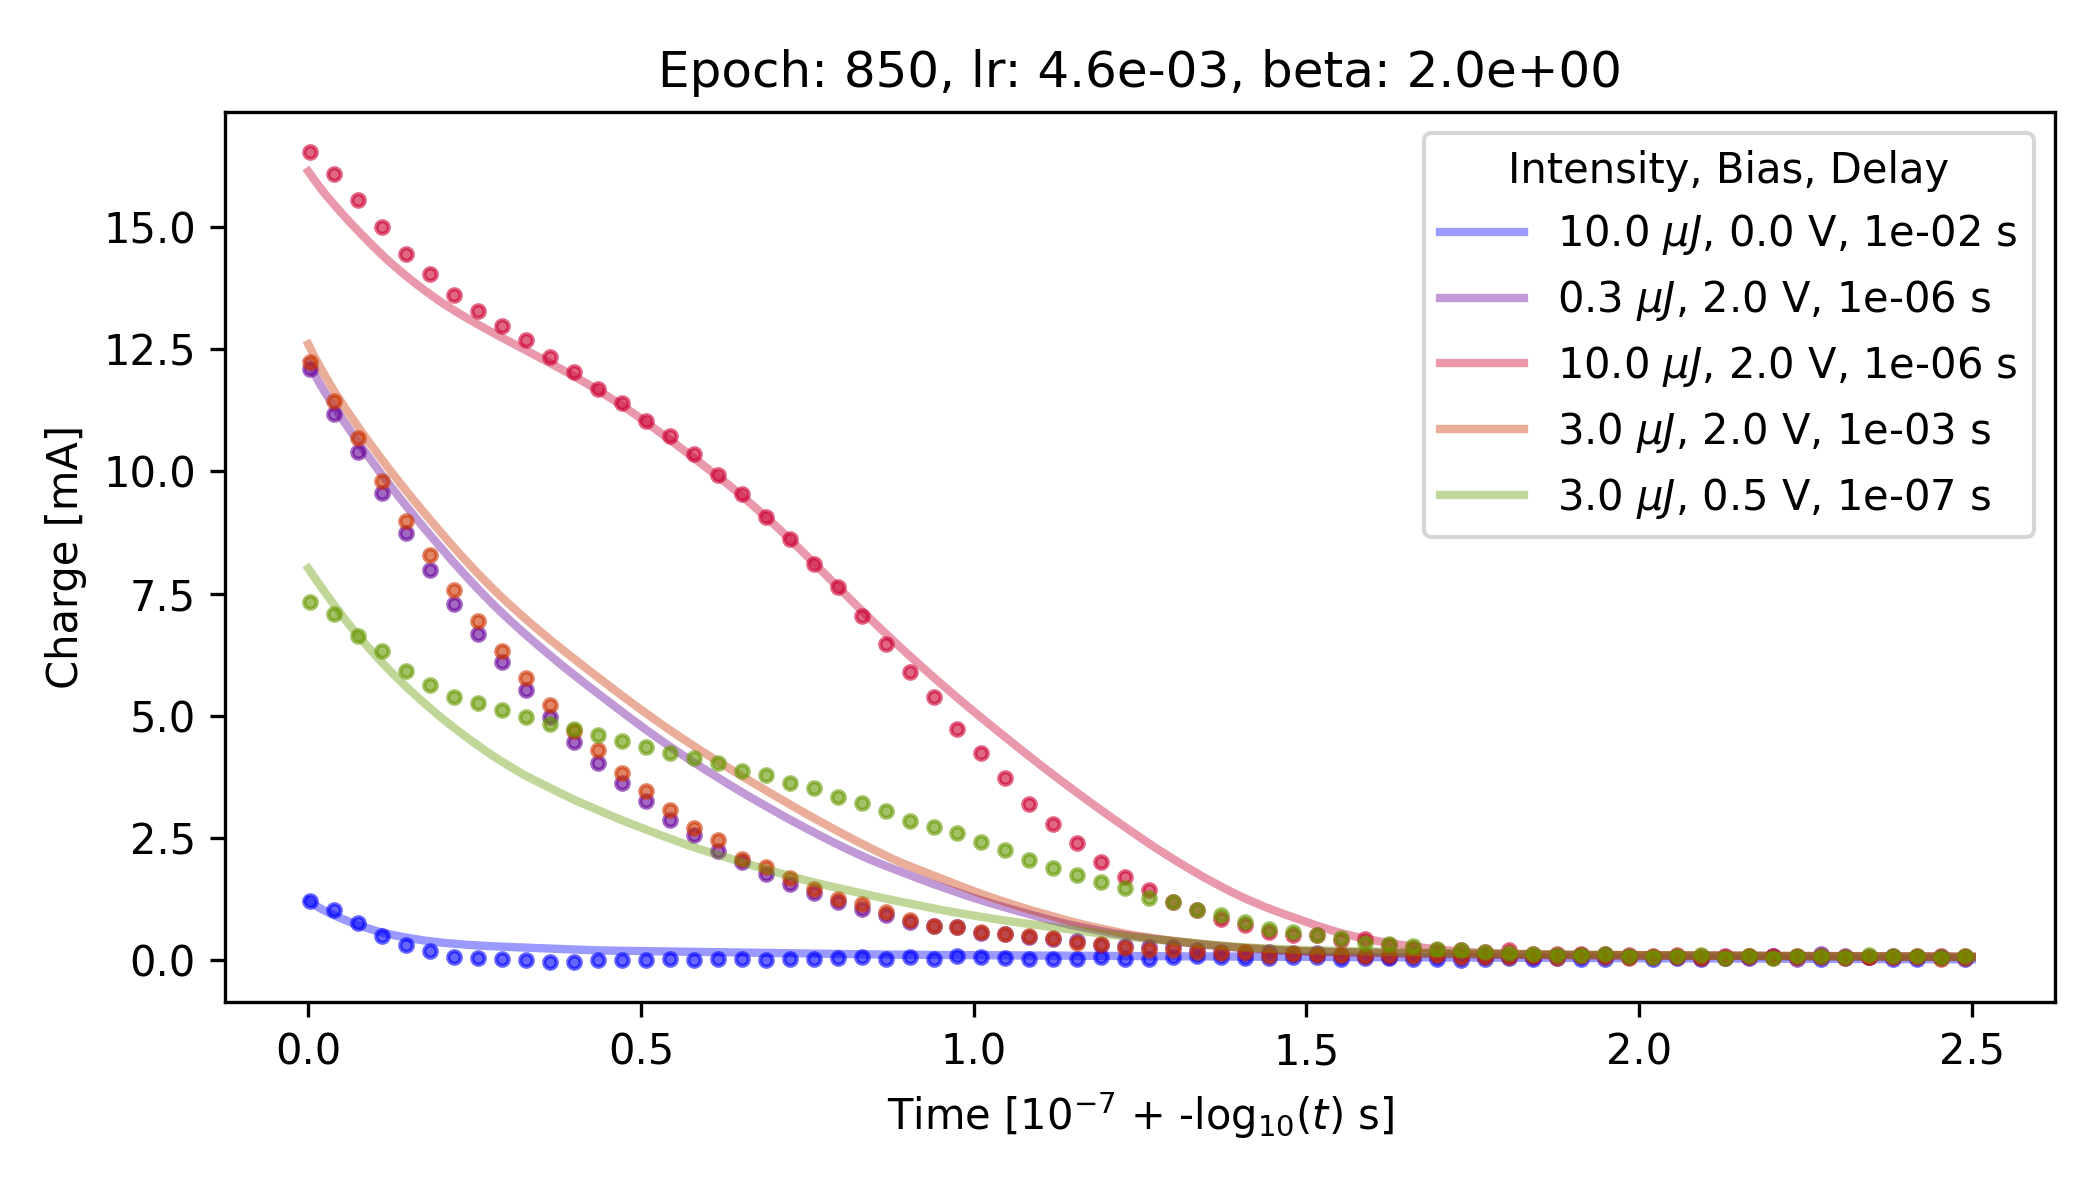 Epoch: 850, lr: 4.6e-03, beta: 2.0e+00
Charge [mA]
15.0
12.5
10.0
7.5
5.0
2.5
0.0
Intensity, Bias, Delay
10.0 μJ, 0.0 V, 1e-02 s
0.3 μJ, 2.0 V, 1e-06 s
10.0 μJ, 2.0 V, 1e-06 s
3.0 μJ, 2.0 V, 1e-03 s
3.0 μJ, 0.5 V, 1e-07 s
0.0 0.5 1.0 1.5 2.0 2.5
Time [10⁻⁷ + -log₁₀(t) s]